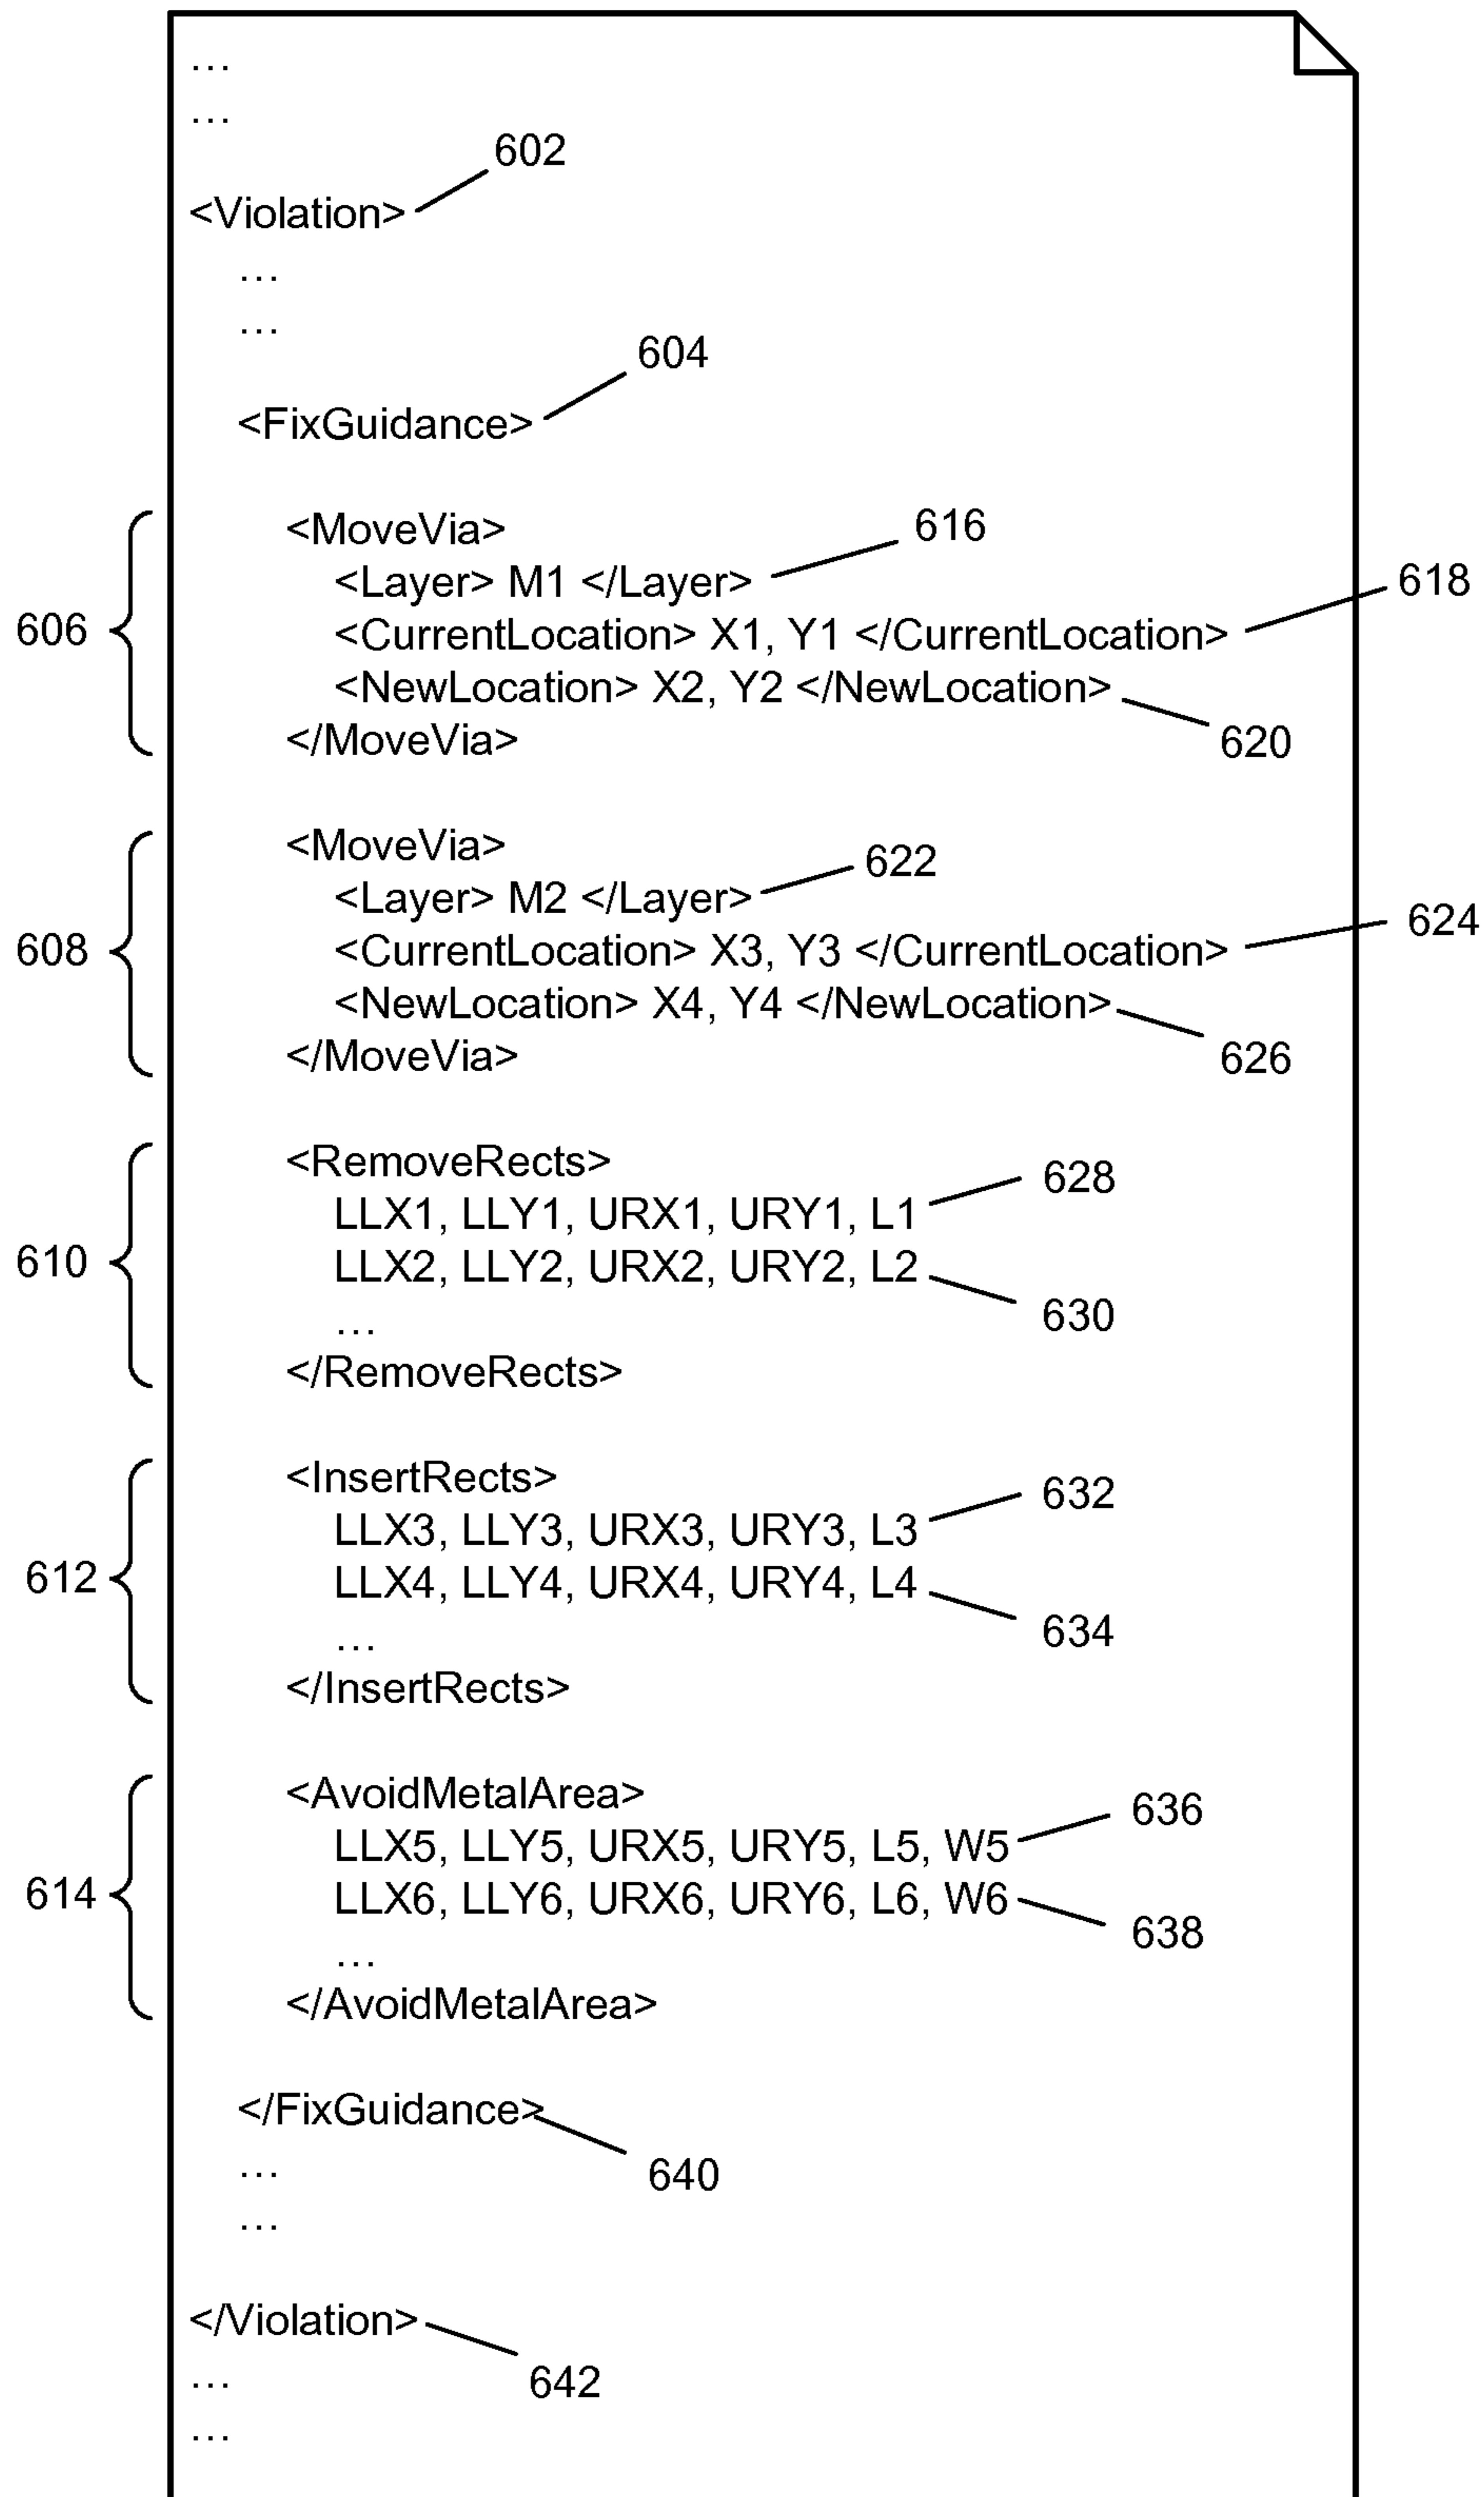 ...
...
602
<Violation>
...
...
604
<FixGuidance>
606
<MoveVia>
616
<Layer> M1 </Layer>
618
<CurrentLocation> X1, Y1 </CurrentLocation>
<NewLocation> X2, Y2 </NewLocation>
620
</MoveVia>
608
<MoveVia>
622
<Layer> M2 </Layer>
624
<CurrentLocation> X3, Y3 </CurrentLocation>
<NewLocation> X4, Y4 </NewLocation>
626
</MoveVia>
610
<RemoveRects>
628
LLX1, LLY1, URX1, URY1, L1
LLX2, LLY2, URX2, URY2, L2
630
...
</RemoveRects>
612
<InsertRects>
632
LLX3, LLY3, URX3, URY3, L3
LLX4, LLY4, URX4, URY4, L4
634
...
</InsertRects>
614
<AvoidMetalArea>
636
LLX5, LLY5, URX5, URY5, L5, W5
LLX6, LLY6, URX6, URY6, L6, W6
638
...
</AvoidMetalArea>
</FixGuidance>
640
...
...
</Violation>
642
...
...